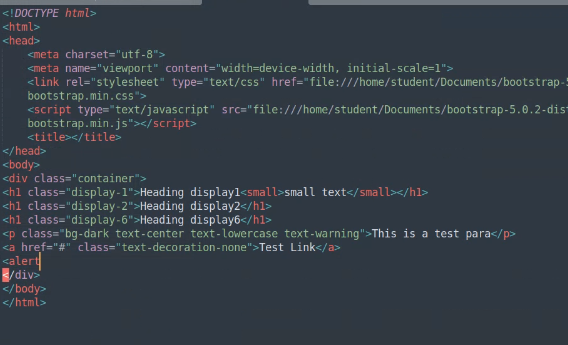 <!DOCTYPE html>
<html>
<head>
    <meta charset="utf-8">
    <meta name="viewport" content="width=device-width, initial-scale=1">
    <link rel="stylesheet" type="text/css" href="file:///home/student/Documents/bootstrap-5
    bootstrap.min.css">
    <script type="text/javascript" src="file:///home/student/Documents/bootstrap-5.0.2-dist
    bootstrap.min.js"></script>
    <title></title>
</head>
<body>
<div class="container">
<h1 class="display-1">Heading display1<small>small text</small></h1>
<h1 class="display-2">Heading display2</h1>
<h1 class="display-6">Heading display6</h1>
<p class="bg-dark text-center text-lowercase text-warning">This is a test para</p>
<a href="#" class="text-decoration-none">Test Link</a>
<alert
</div>
</body>
</html>